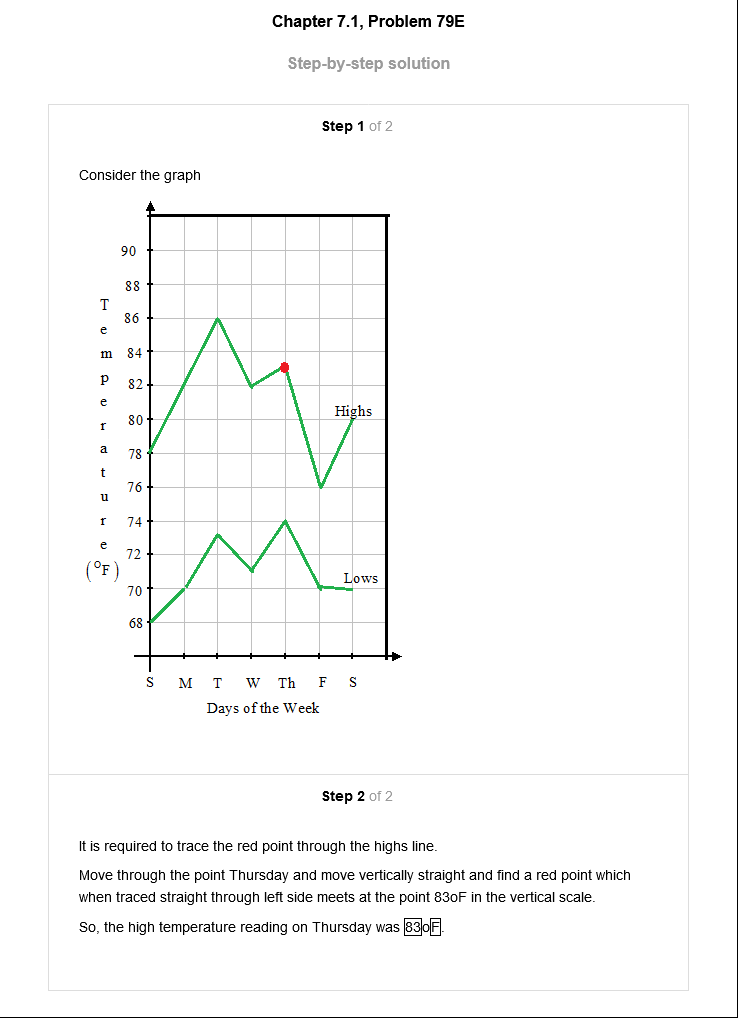 Chapter 7.1, Problem 79E
Step-by-step solution
Step 1 of 2
Consider the graph
90
88
86
84
82
80
78
76
74
72
70
68
Temperature
(°F)
Highs
Lows
S M T W Th F S
Days of the Week
Step 2 of 2
It is required to trace the red point through the highs line.
Move through the point Thursday and move vertically straight and find a red point which
when traced straight through left side meets at the point 83oF in the vertical scale.
So, the high temperature reading on Thursday was 83oF.